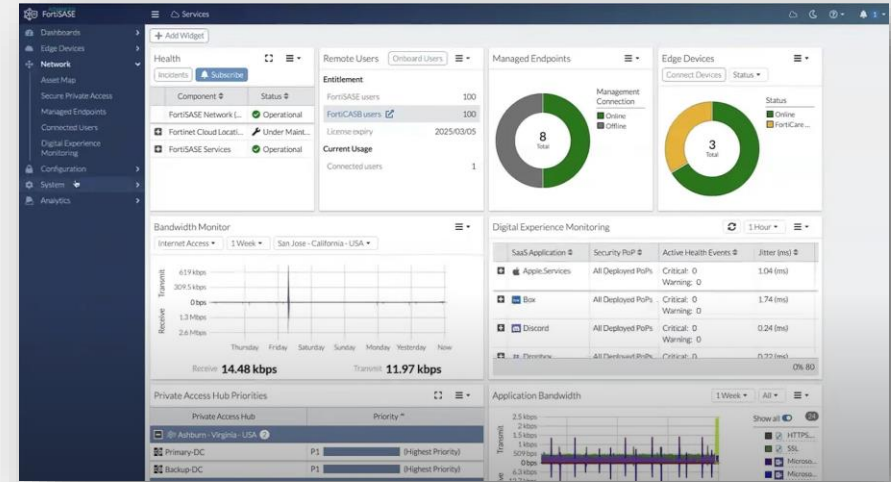 FortiSASE
Services
Dashboards
Edge Devices
Network
Asset Map
Secure Private Access
Managed Endpoints
Connected Users
Digital Experience
Monitoring
Configuration
System
Analytics
+ Add Widget
Health
Incidents
Subscribe
Component
Status
FortiSASE Network (...
Operational
Fortinet Cloud Locati...
Under Maint...
FortiSASE Services
Operational
Remote Users
Onboard Users
Entitlement
FortiSASE users 100
FortiCASB users 100
License expiry 2025/03/05
Current Usage
Connected users 1
Managed Endpoints
8
Total
Management
Connection
Online
Offline
Edge Devices
Connect Devices
Status
3
Total
Status
Online
FortiCare ...
Bandwidth Monitor
Internet Access
1 Week
San Jose - California - USA
Transmit
619 kbps
309.5 kbps
0 bps
Receive
1.3 Mbps
2.6 Mbps
Thursday Friday Saturday Sunday Monday Yesterday Now
Receive 14.48 kbps
Transmit 11.97 kbps
Digital Experience Monitoring
1 Hour
SaaS Application Security PoP Active Health Events Jitter (ms)
Apple.Services All Deployed PoPs Critical: 0 1.04 (ms)
Warning: 0
Box All Deployed PoPs Critical: 0 1.74 (ms)
Warning: 0
Discord All Deployed PoPs Critical: 0 0.24 (ms)
Warning: 0
Dropbox All Deployed PoPs Critical: 0 0.22 (ms)
0% 80
Private Access Hub Priorities
Private Access Hub
Priority
Ashburn - Virginia - USA 2
Primary-DC P1 (Highest Priority)
Backup-DC P1 (Highest Priority)
Application Bandwidth
1 Week
All
Transmit
2.5 kbps
2 kbps
1.5 kbps
1 kbps
509 bps
0 bps
6.3 kbps
Show all 24
HTTPS...
SSL
Microso...
Microso...